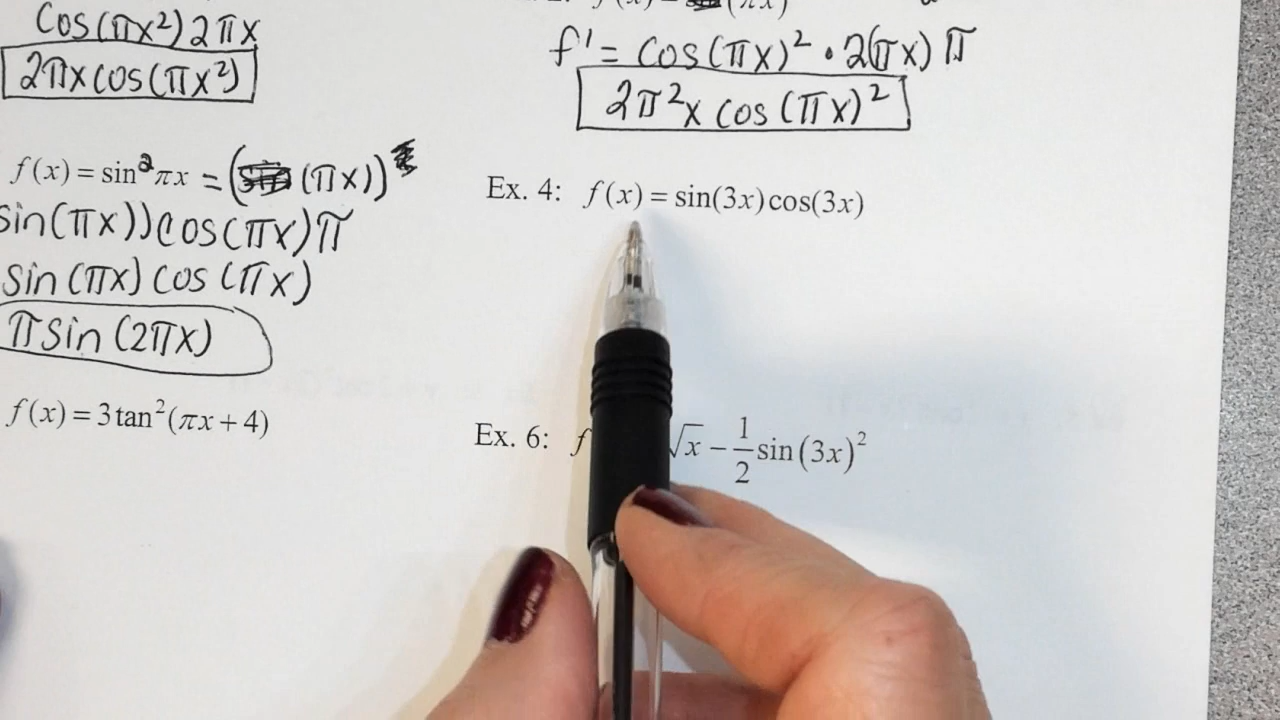 cos(πx²)2πx
2πx cos(πx²)
f' = cos(πx)² · 2(πx)π
2π²x cos(πx)²
f(x) = sin²πx = ( (πx))
sin(πx))cos(πx)π
sin(πx) cos(πx)
π sin(2πx)
Ex. 4: f(x) = sin(3x)cos(3x)
f(x) = 3tan²(πx + 4)
Ex. 6: f √x − 1/2 sin(3x)²